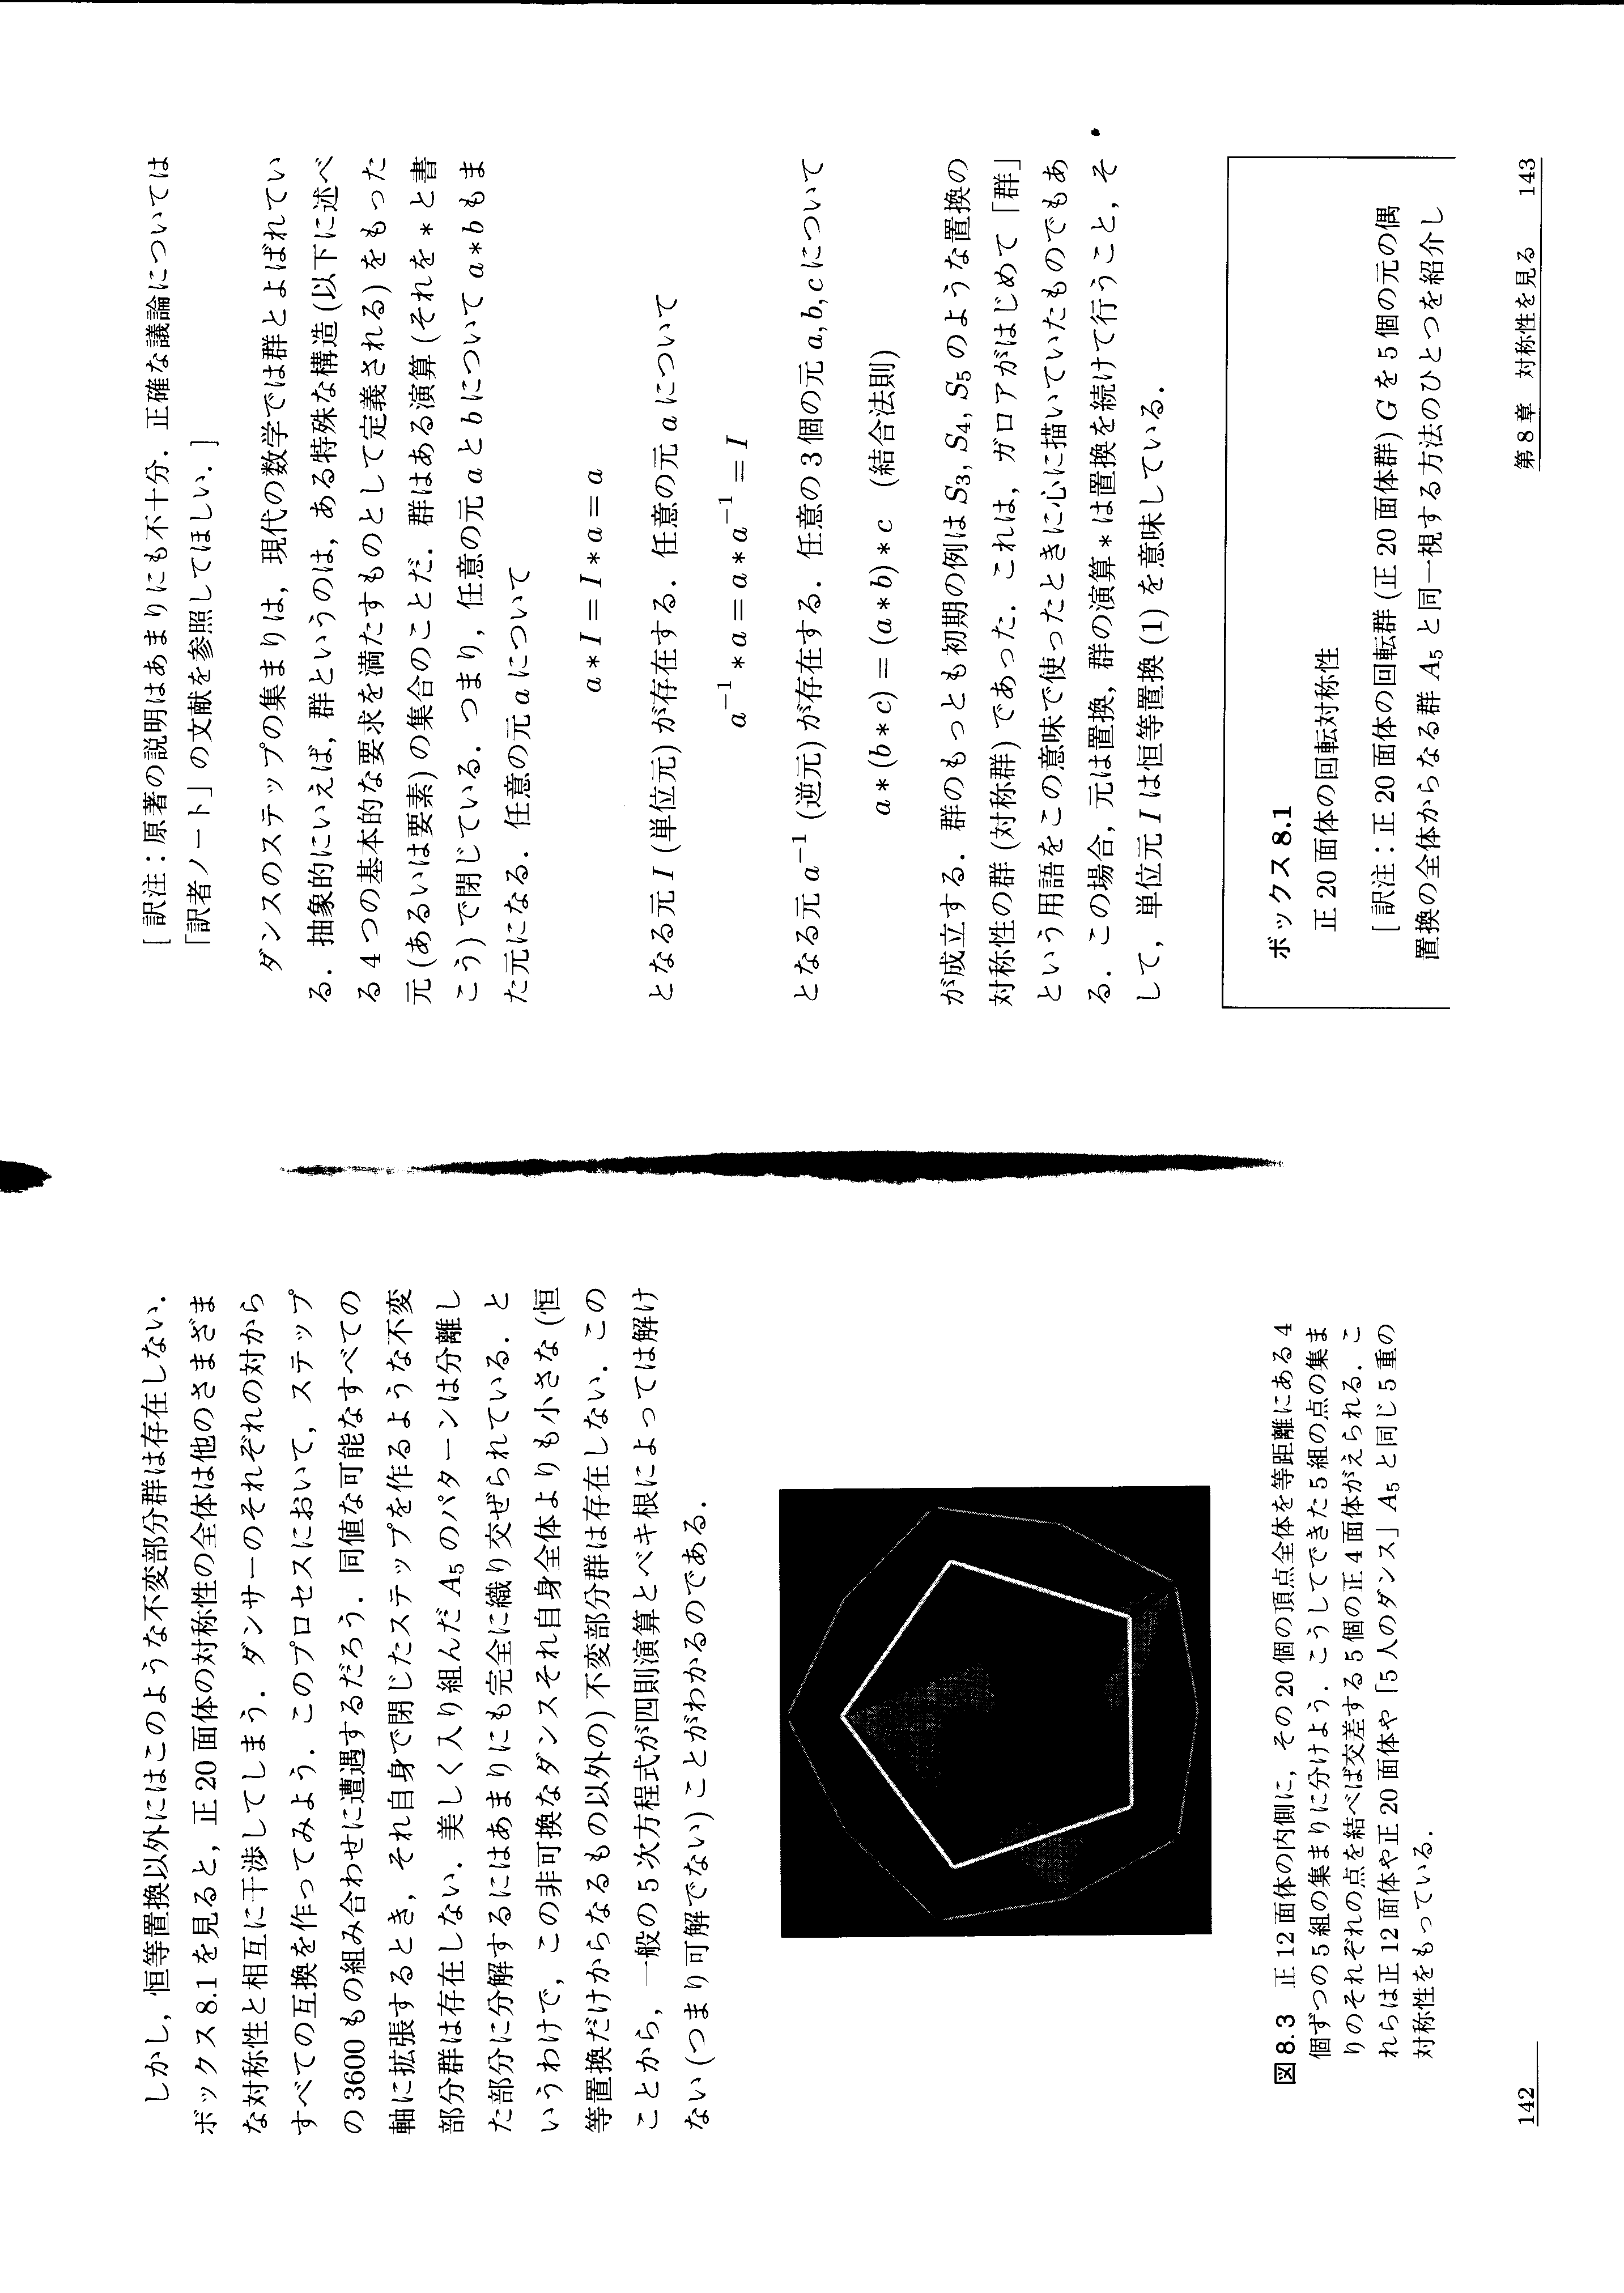 しかし，恒等置換以外にはこのような不変部分群は存在しない．
ボックス 8.1 を見ると，正 20 面体の対称性の全体は他のさまざま
な対称性と相互に干渉してしまう．ダンサーのそれぞれの対から
すべての互換を作ってみよう．このプロセスにおいて，ステップ
の 3600 もの組み合わせに遭遇するだろう．同値な可能なすべての
軸に拡張するとき，それ自身で閉じたステップを作るような不変
部分群は存在しない．美しく入り組んだ A₅ のパターンは分離し
た部分に分解するにはあまりにも完全に織り交ぜられている．と
いうわけで，この非可換なダンスそれ自身全体よりも小さな (恒
等置換だけからなるもの以外の) 不変部分群は存在しない．この
ことから，一般の 5 次方程式が四則演算とベキ根によっては解け
ない (つまり可解でない) ことがわかるのである．
図 8.3 正 12 面体の内側に，その 20 個の頂点全体を等距離にある 4
個ずつの 5 組の集まりに分けよう．こうしてできた 5 組の点の集ま
りのそれぞれの点を結べば交差する 5 個の正 4 面体がえられる．こ
れらは正 12 面体や正 20 面体や「5 人のダンス」A₅ と同じ 5 重の
対称性をもっている．
142
[ 訳注：原著の説明はあまりにも不十分．正確な議論については
「訳者ノート」の文献を参照してほしい．]
ダンスのステップの集まりは，現代の数学では群とよばれてい
る．抽象的にいえば，群というのは，ある特殊な構造 (以下に述べ
る 4 つの基本的な要求を満たすものとして定義される) をもった
元 (あるいは要素) の集合のことだ．群はある演算 (それを * と書
こう) で閉じている．つまり，任意の元 a と b について a*b もま
た元になる．任意の元 a について
a * I = I * a = a
となる元 I (単位元) が存在する．任意の元 a について
a⁻¹ * a = a * a⁻¹ = I
となる元 a⁻¹ (逆元) が存在する．任意の 3 個の元 a, b, c について
a * (b * c) = (a * b) * c (結合法則)
が成立する．群のもっとも初期の例は S₃, S₄, S₅ のような置換の
対称性の群 (対称群) であった．これは，ガロアがはじめて「群」
という用語をこの意味で使ったときに心に描いていたものでもあ
る．この場合，元は置換，群の演算 * は置換を続けて行うこと，そ
して，単位元 I は恒等置換 (1) を意味している．
ボックス 8.1
正 20 面体の回転対称性
[ 訳注：正 20 面体の回転群 (正 20 面体群) G を 5 個の元の偶
置換の全体からなる群 A₅ と同一視する方法のひとつを紹介し
第 8 章 対称性を見る 143